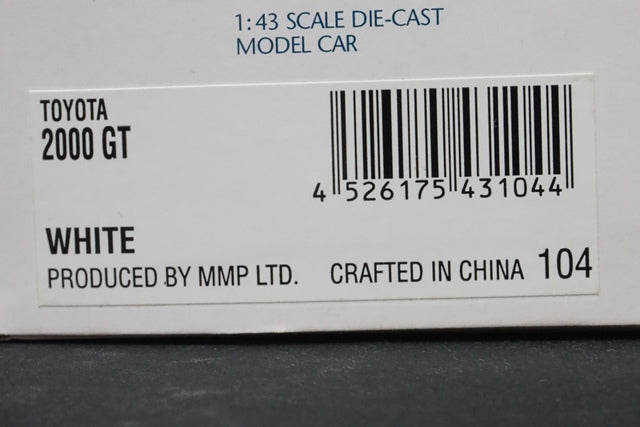 1:43 SCALE DIE-CAST
MODEL CAR
TOYOTA
2000 GT
4 526175 431044
WHITE
PRODUCED BY MMP LTD. CRAFTED IN CHINA 104